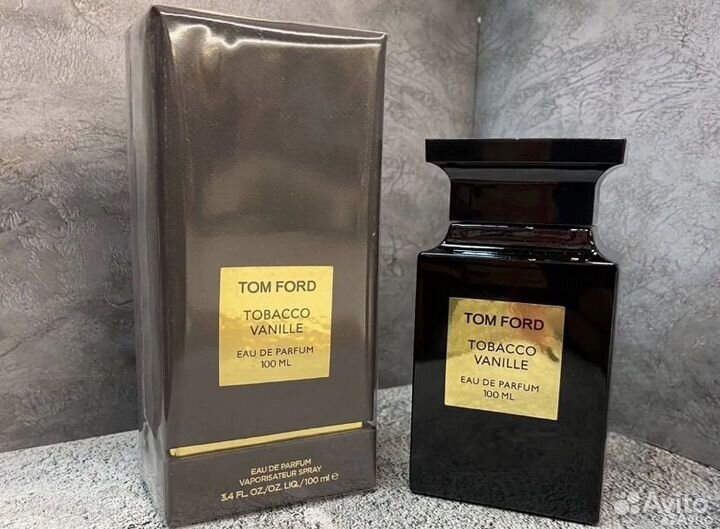 TOM FORD
TOBACCO
VANILLE
EAU DE PARFUM
100 ML
EAU DE PARFUM
VAPORISATEUR SPRAY
3.4 FL. OZ./OZ. LIQ./100 ml e
TOM FORD
TOBACCO
VANILLE
EAU DE PARFUM
100 ML
Avito